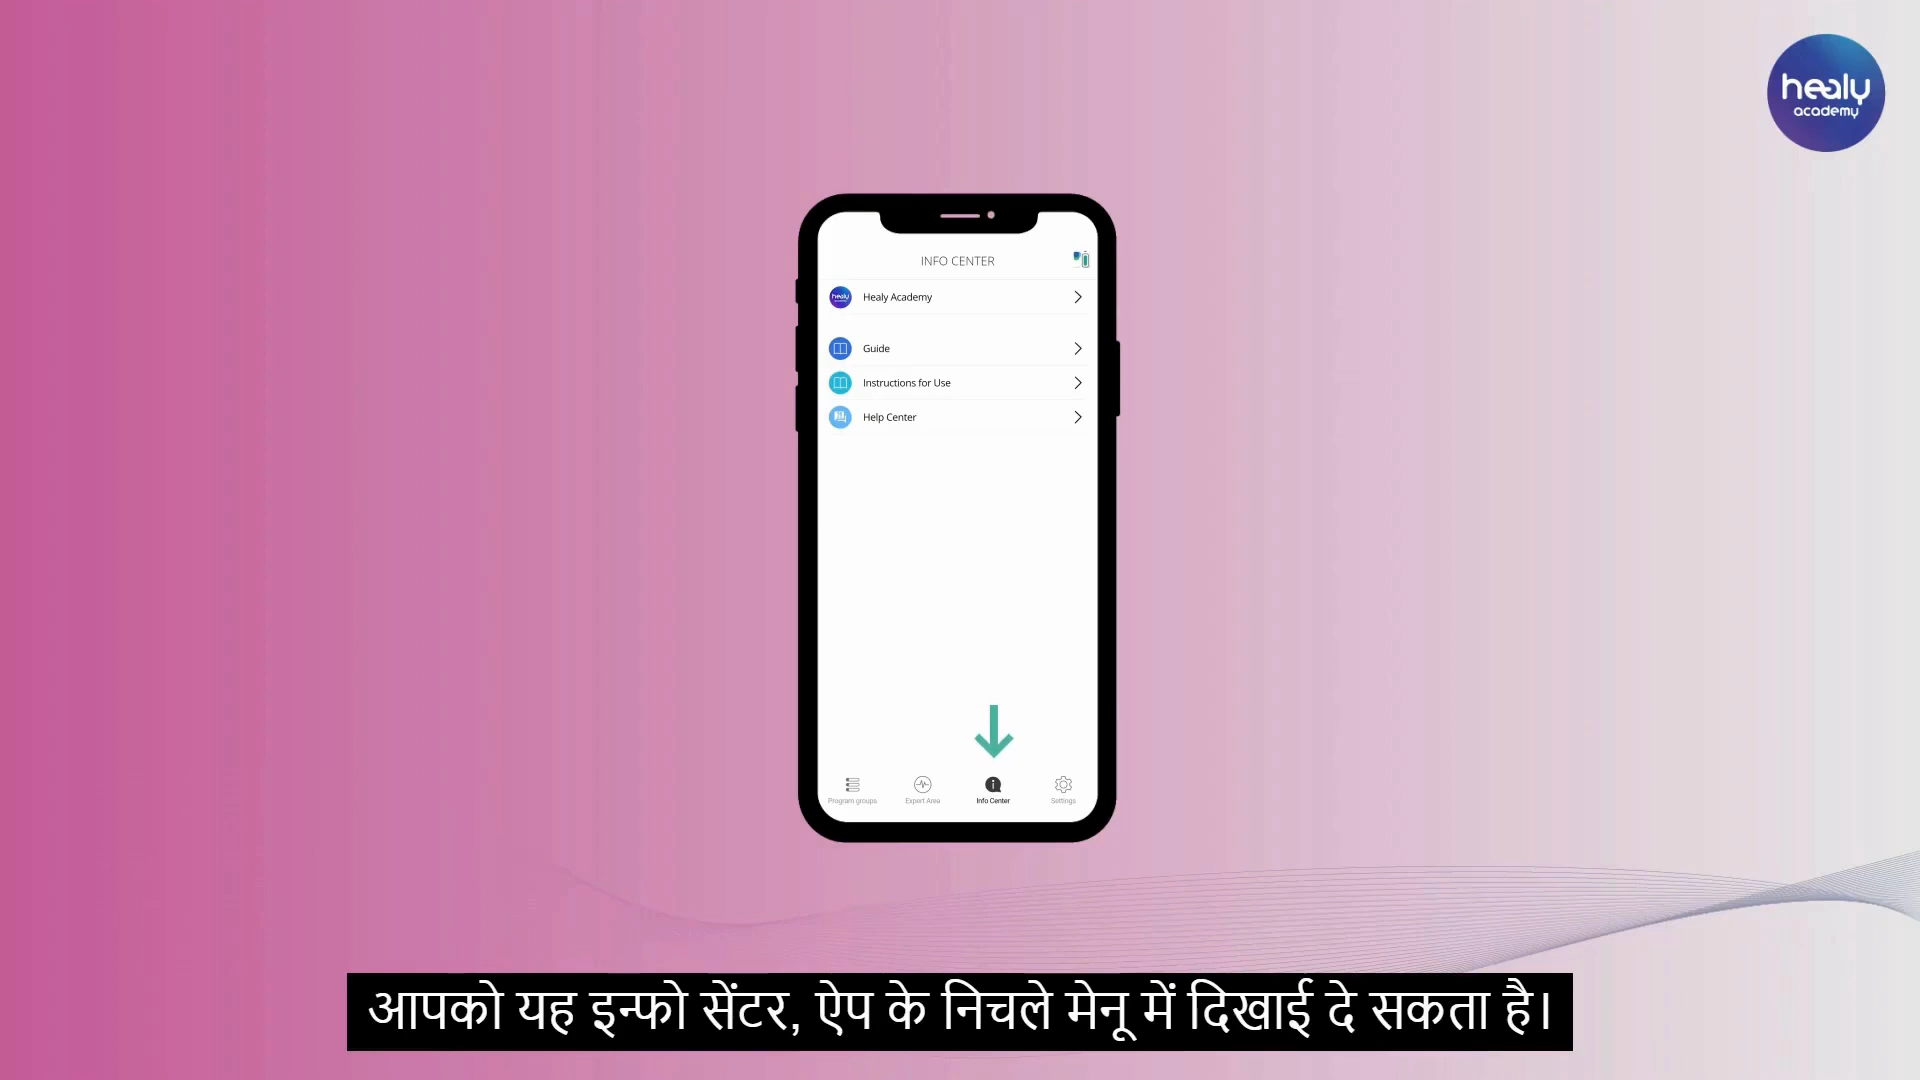 healy
academy
INFO CENTER
healy
Healy Academy
Guide
Instructions for Use
Help Center
Program groups
Expert Area
Info Center
Settings
आपको यह इन्फो सेंटर, ऐप के निचले मेनू में दिखाई दे सकता है।